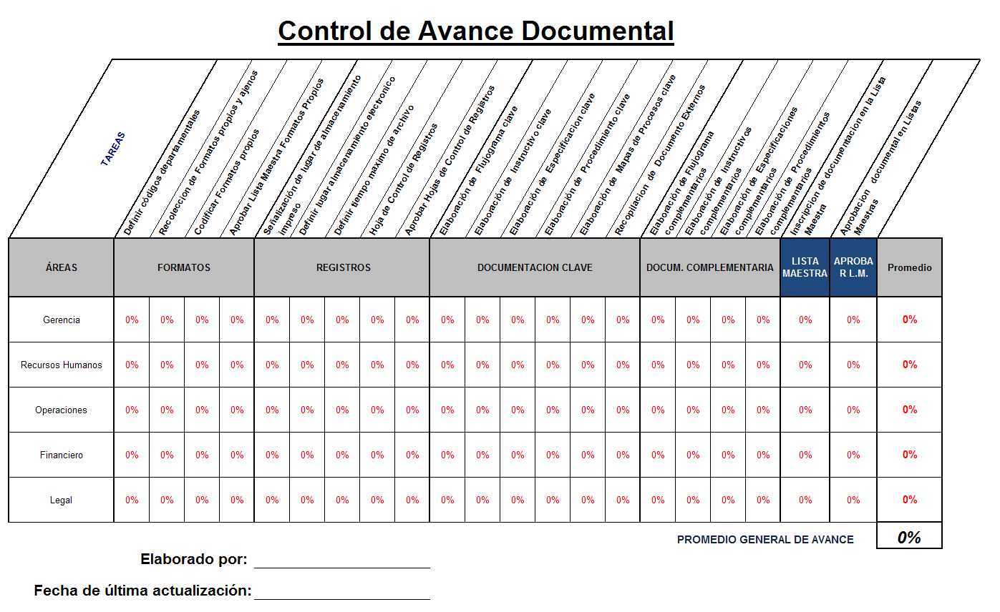 Control de Avance Documental
TAREAS
Definir códigos departamentales
Recoleccion de Formatos propios y ajenos
Codificar Formatos propios
Aprobar Lista Maestra Formatos Propios
Señalización de lugar de almacenamiento
impreso
Definir lugar almacenamiento electronico
Definir tiempo maximo de archivo
Hoja de Control de Registros
Aprobar Hojas de Control de Registros
Elaboración de Flujograma clave
Elaboración de Instructivo clave
Elaboración de Especificacion clave
Elaboración de Procedimiento clave
Elaboración de Mapas de Procesos clave
Recopilacion de Documento Externos
Elaboración de Flujograma
complementarios
Elaboración de Instructivos
complementarios
Elaboración de Especificaciones
complementarios
Elaboración de Procedimientos
complementarios
Inscripcion de documentacion en la Lista
Maestra
Aprobacion documental en Listas
Maestras
ÁREAS FORMATOS REGISTROS DOCUMENTACION CLAVE DOCUM. COMPLEMENTARIA LISTA MAESTRA APROBA R L.M. Promedio
Gerencia 0% 0% 0% 0% 0% 0% 0% 0% 0% 0% 0% 0% 0% 0% 0% 0% 0% 0% 0% 0% 0% 0%
Recursos Humanos 0% 0% 0% 0% 0% 0% 0% 0% 0% 0% 0% 0% 0% 0% 0% 0% 0% 0% 0% 0% 0% 0%
Operaciones 0% 0% 0% 0% 0% 0% 0% 0% 0% 0% 0% 0% 0% 0% 0% 0% 0% 0% 0% 0% 0% 0%
Financiero 0% 0% 0% 0% 0% 0% 0% 0% 0% 0% 0% 0% 0% 0% 0% 0% 0% 0% 0% 0% 0% 0%
Legal 0% 0% 0% 0% 0% 0% 0% 0% 0% 0% 0% 0% 0% 0% 0% 0% 0% 0% 0% 0% 0% 0%
PROMEDIO GENERAL DE AVANCE 0%
Elaborado por:
Fecha de última actualización: